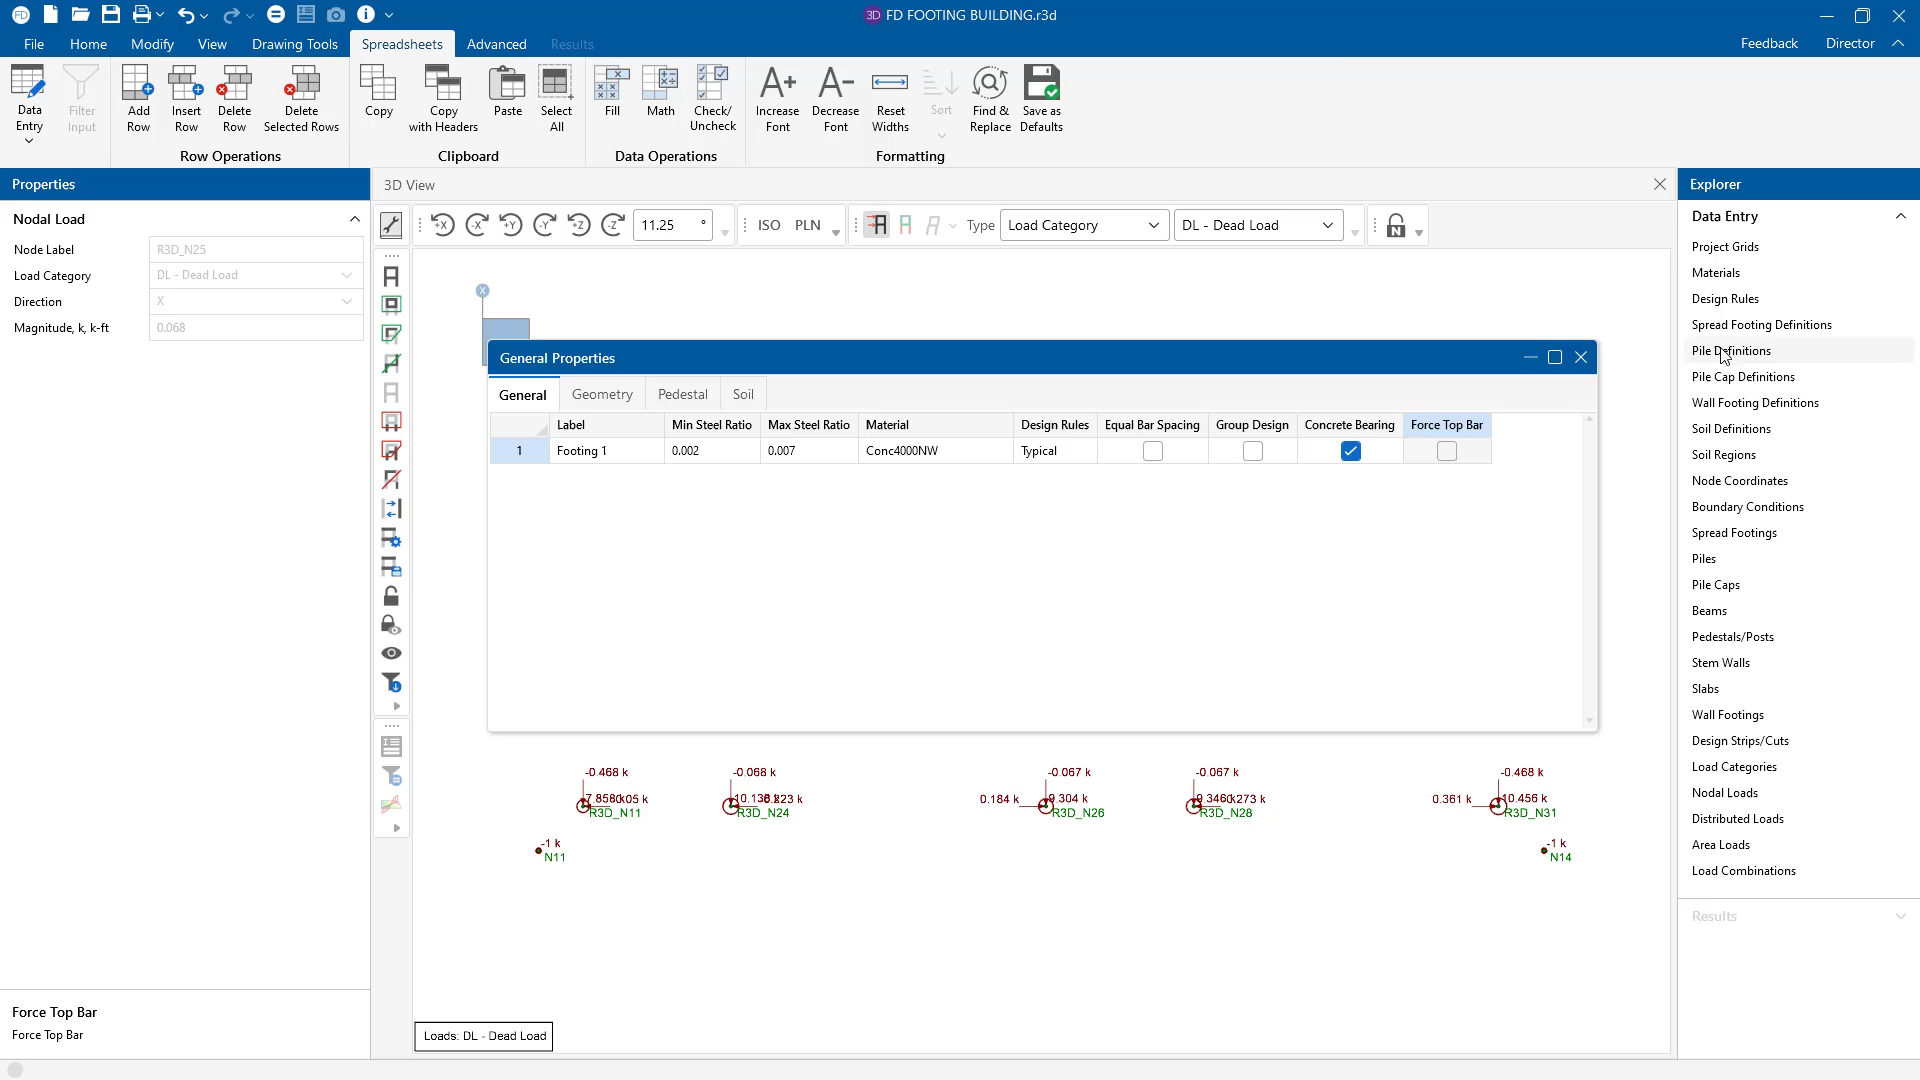 FD
3D FD FOOTING BUILDING.r3d
File Home Modify View Drawing Tools Spreadsheets Advanced Results
Feedback Director
Data Entry
Filter Input
Add Row
Insert Row
Delete Row
Delete Selected Rows
Row Operations
Copy
Copy with Headers
Paste
Select All
Clipboard
Fill
Math
Check/ Uncheck
Data Operations
Increase Font
Decrease Font
Reset Widths
Sort
Find & Replace
Save as Defaults
Formatting
Properties
Nodal Load
Node Label R3D_N25
Load Category DL - Dead Load
Direction X
Magnitude, k, k-ft 0.068
Force Top Bar
Force Top Bar
3D View
+X -X +Y -Y +Z -Z 11.25 ° ISO PLN Type Load Category DL - Dead Load N
X
General Properties
General Geometry Pedestal Soil
Label Min Steel Ratio Max Steel Ratio Material Design Rules Equal Bar Spacing Group Design Concrete Bearing Force Top Bar
1 Footing 1 0.002 0.007 Conc4000NW Typical
-0.468 k -0.068 k -0.067 k -0.067 k -0.468 k
0.184 k 9.304 k 0.361 k 10.456 k
R3D_N11 R3D_N24 R3D_N26 R3D_N28 R3D_N31
-1 k -1 k
N11 N14
Loads: DL - Dead Load
Explorer
Data Entry
Project Grids
Materials
Design Rules
Spread Footing Definitions
Pile Definitions
Pile Cap Definitions
Wall Footing Definitions
Soil Definitions
Soil Regions
Node Coordinates
Boundary Conditions
Spread Footings
Piles
Pile Caps
Beams
Pedestals/Posts
Stem Walls
Slabs
Wall Footings
Design Strips/Cuts
Load Categories
Nodal Loads
Distributed Loads
Area Loads
Load Combinations
Results